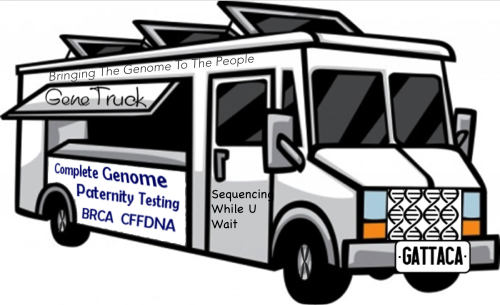 Bringing The Genome To The People
GeneTruck
Complete Genome
Paternity Testing
BRCA CFFDNA
Sequencing
While U
Wait
GATTACA